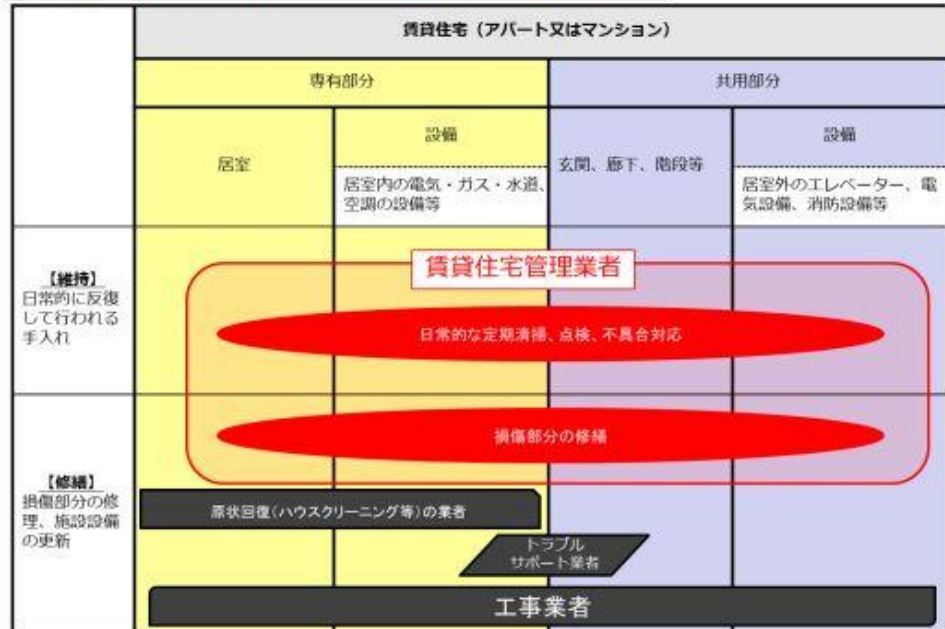 賃貸住宅（アパート又はマンション）
専有部分
共用部分
居室
設備
居室内の電気・ガス・水道、
空調の設備等
玄関、廊下、階段等
設備
居室外のエレベーター、電
気設備、消防設備等
【維持】
日常的に反復
して行われる
手入れ
賃貸住宅管理業者
日常的な定期清掃、点検、不具合対応
損傷部分の修繕
【修繕】
損傷部分の修
理、施設設備
の更新
原状回復（ハウスクリーニング等）の業者
トラブル
サポート業者
工事業者